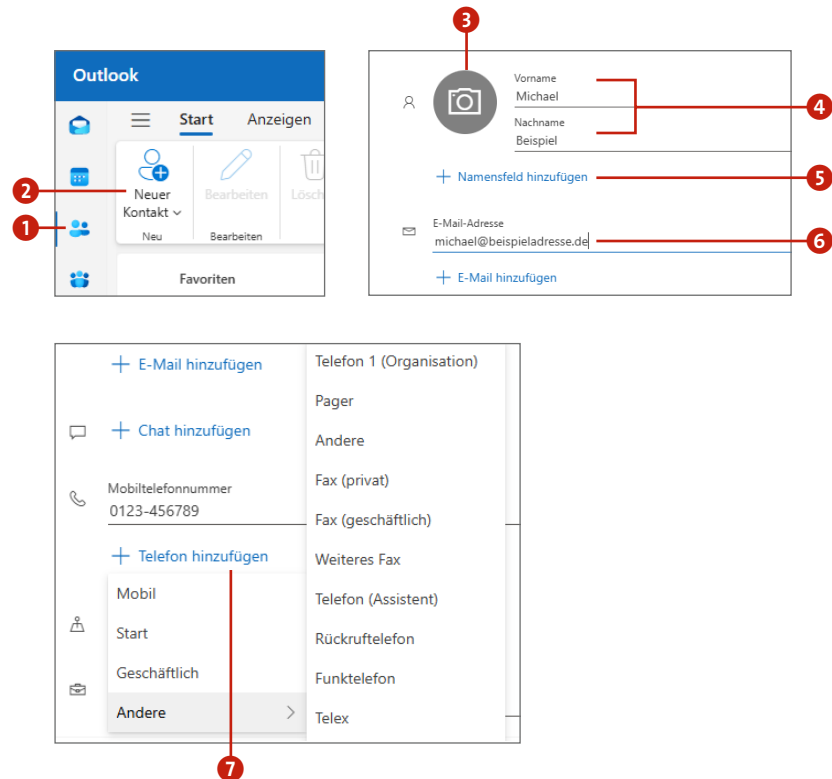 3
Outlook
Start Anzeigen
2
Neuer
Kontakt
Bearbeiten
Lösch
1
Neu
Bearbeiten
Favoriten
Vorname
Michael
4
Nachname
Beispiel
+ Namensfeld hinzufügen
5
E-Mail-Adresse
michael@beispieladresse.de
6
+ E-Mail hinzufügen
+ E-Mail hinzufügen
+ Chat hinzufügen
Mobiltelefonnummer
0123-456789
+ Telefon hinzufügen
Mobil
Start
Geschäftlich
Andere
Telefon 1 (Organisation)
Pager
Andere
Fax (privat)
Fax (geschäftlich)
Weiteres Fax
Telefon (Assistent)
Rückruftelefon
Funktelefon
Telex
7